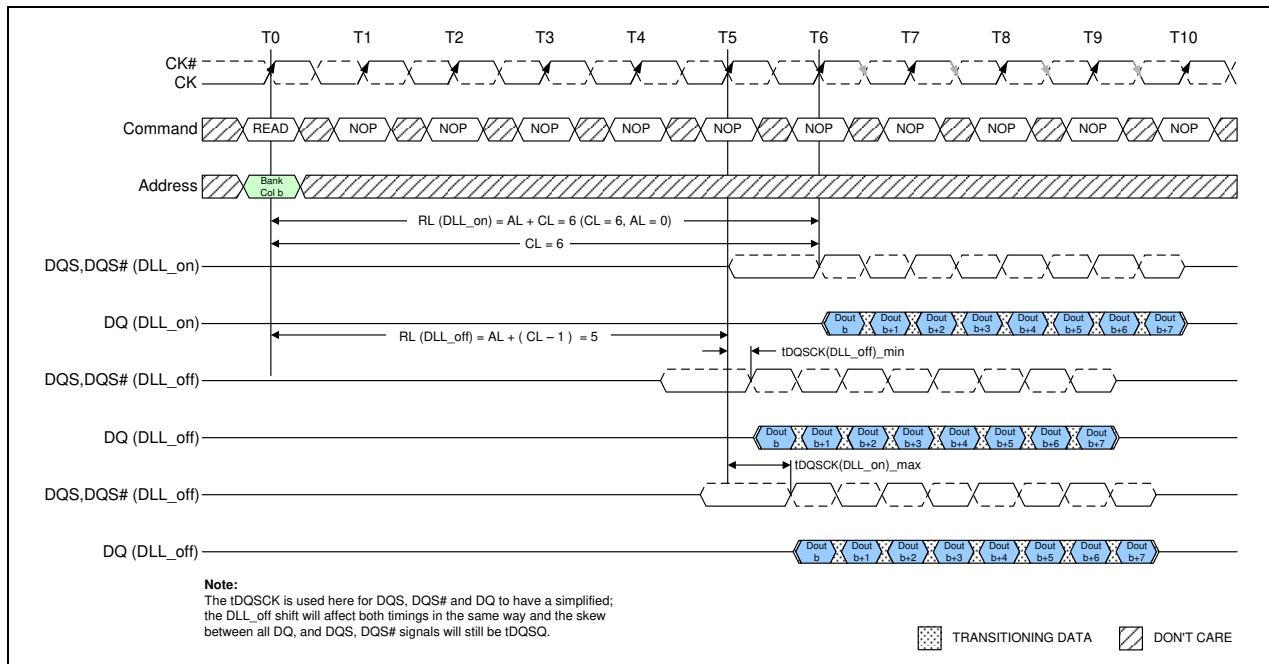 T0 T1 T2 T3 T4 T5 T6 T7 T8 T9 T10
CK#
CK
Command READ NOP NOP NOP NOP NOP NOP NOP NOP NOP NOP
Address Bank
Col b
RL (DLL_on) = AL + CL = 6 (CL = 6, AL = 0)
CL = 6
DQS,DQS# (DLL_on)
DQ (DLL_on) Dout b Dout b+1 Dout b+2 Dout b+3 Dout b+4 Dout b+5 Dout b+6 Dout b+7
RL (DLL_off) = AL + ( CL – 1 ) = 5
tDQSCK(DLL_off)_min
DQS,DQS# (DLL_off)
DQ (DLL_off) Dout b Dout b+1 Dout b+2 Dout b+3 Dout b+4 Dout b+5 Dout b+6 Dout b+7
tDQSCK(DLL_on)_max
DQS,DQS# (DLL_off)
DQ (DLL_off) Dout b Dout b+1 Dout b+2 Dout b+3 Dout b+4 Dout b+5 Dout b+6 Dout b+7
Note:
The tDQSCK is used here for DQS, DQS# and DQ to have a simplified;
the DLL_off shift will affect both timings in the same way and the skew
between all DQ, and DQS, DQS# signals will still be tDQSQ.
TRANSITIONING DATA DON'T CARE